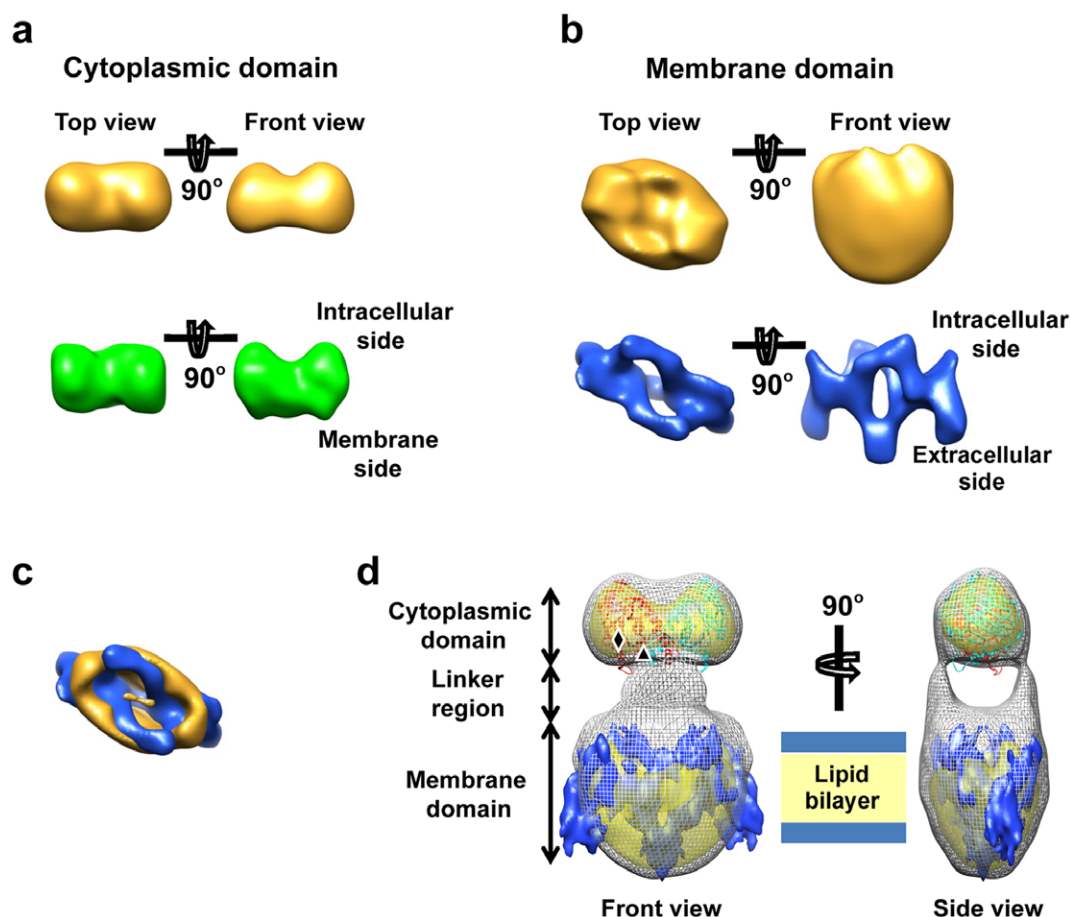 a
Cytoplasmic domain
Top view
Front view
90°
Intracellular
side
90°
Membrane
side
b
Membrane domain
Top view
Front view
90°
Intracellular
side
90°
Extracellular
side
c
d
Cytoplasmic
domain
Linker
region
Membrane
domain
90°
Lipid
bilayer
Front view
Side view